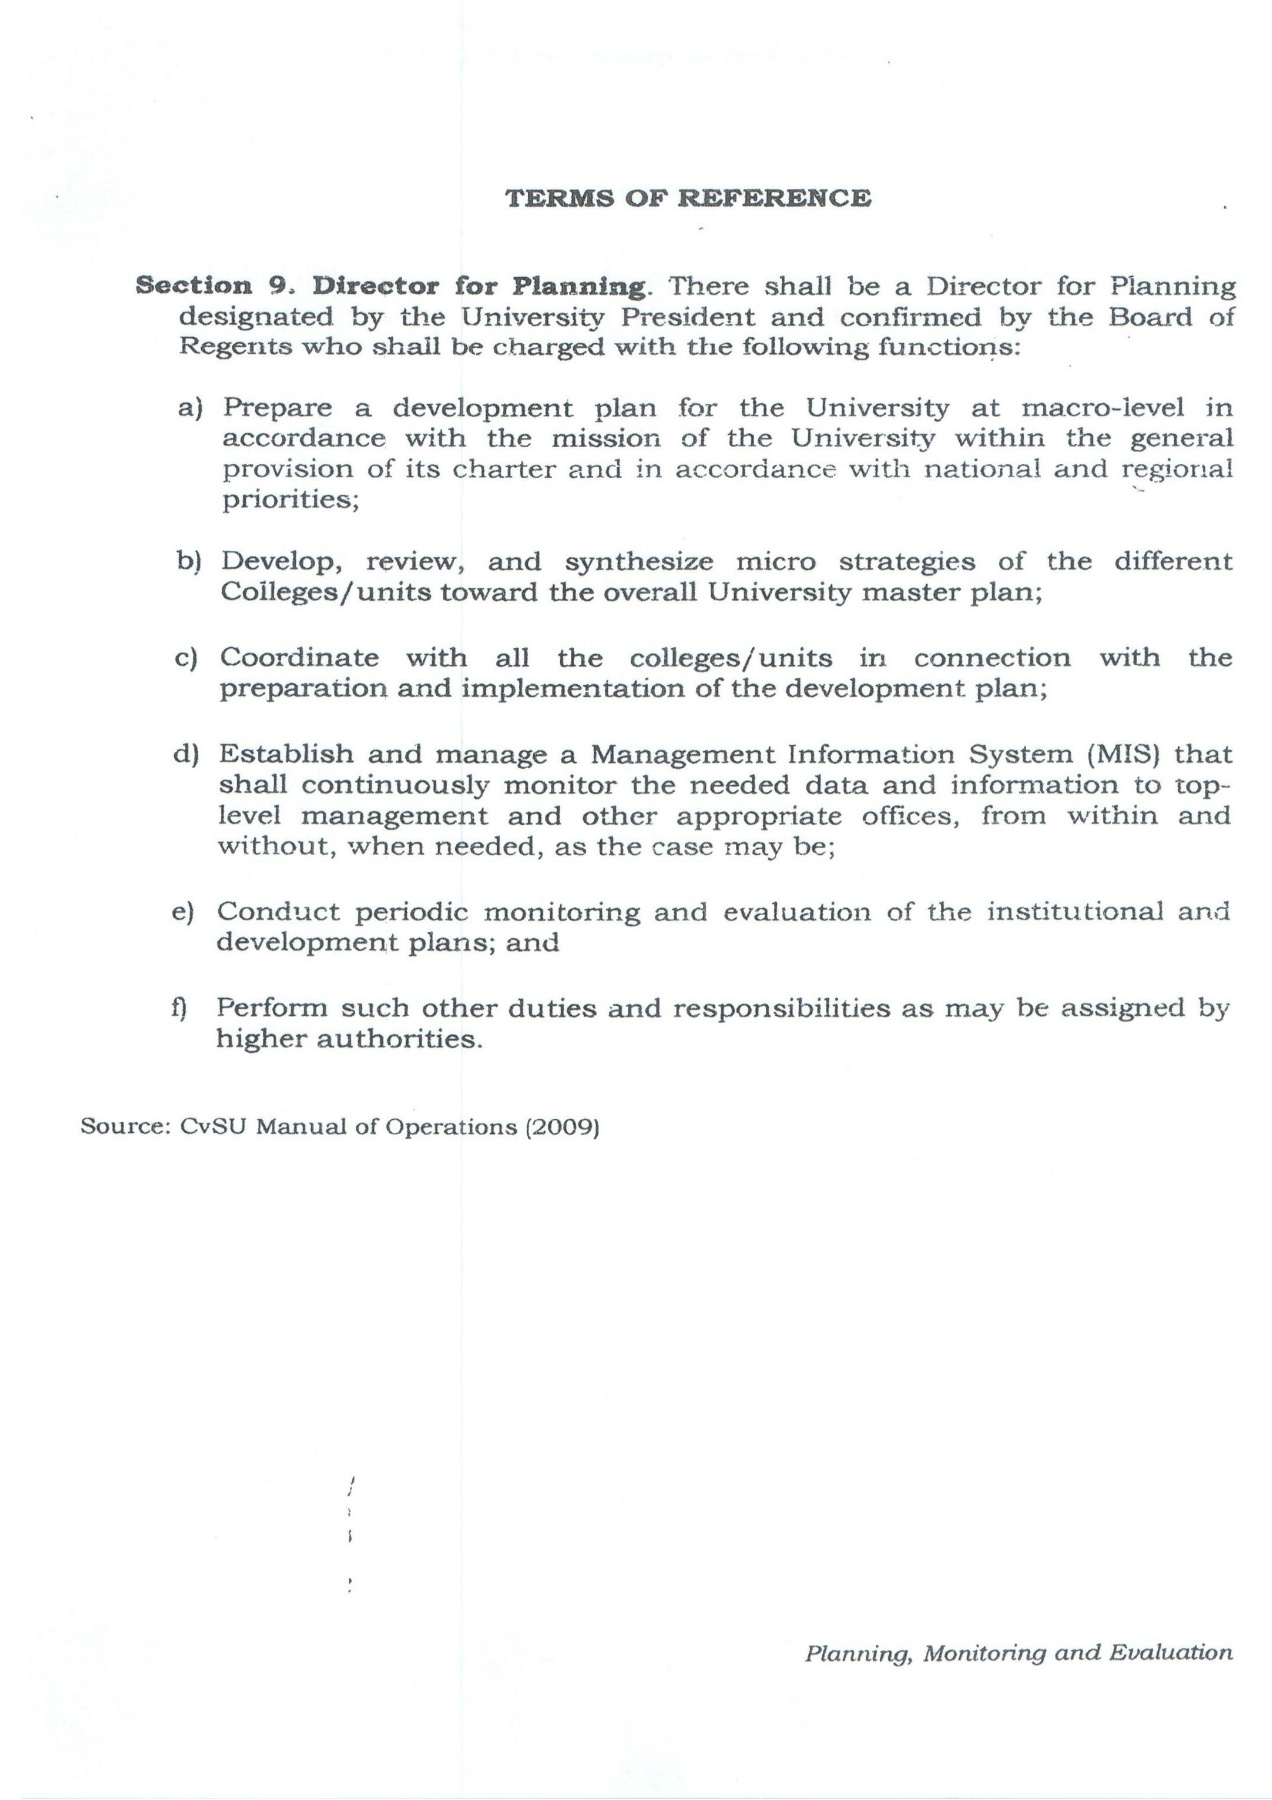 TERMS OF REFERENCE
Section 9. Director for Planning. There shall be a Director for Planning
designated by the University President and confirmed by the Board of
Regents who shall be charged with the following functions:
a) Prepare a development plan for the University at macro-level in
accordance with the mission of the University within the general
provision of its charter and in accordance with national and regional
priorities;
b) Develop, review, and synthesize micro strategies of the different
Colleges/units toward the overall University master plan;
c) Coordinate with all the colleges/units in connection with the
preparation and implementation of the development plan;
d) Establish and manage a Management Information System (MIS) that
shall continuously monitor the needed data and information to top-
level management and other appropriate offices, from within and
without, when needed, as the case may be;
e) Conduct periodic monitoring and evaluation of the institutional and
development plans; and
f) Perform such other duties and responsibilities as may be assigned by
higher authorities.
Source: CvSU Manual of Operations (2009)
Planning, Monitoring and Evaluation